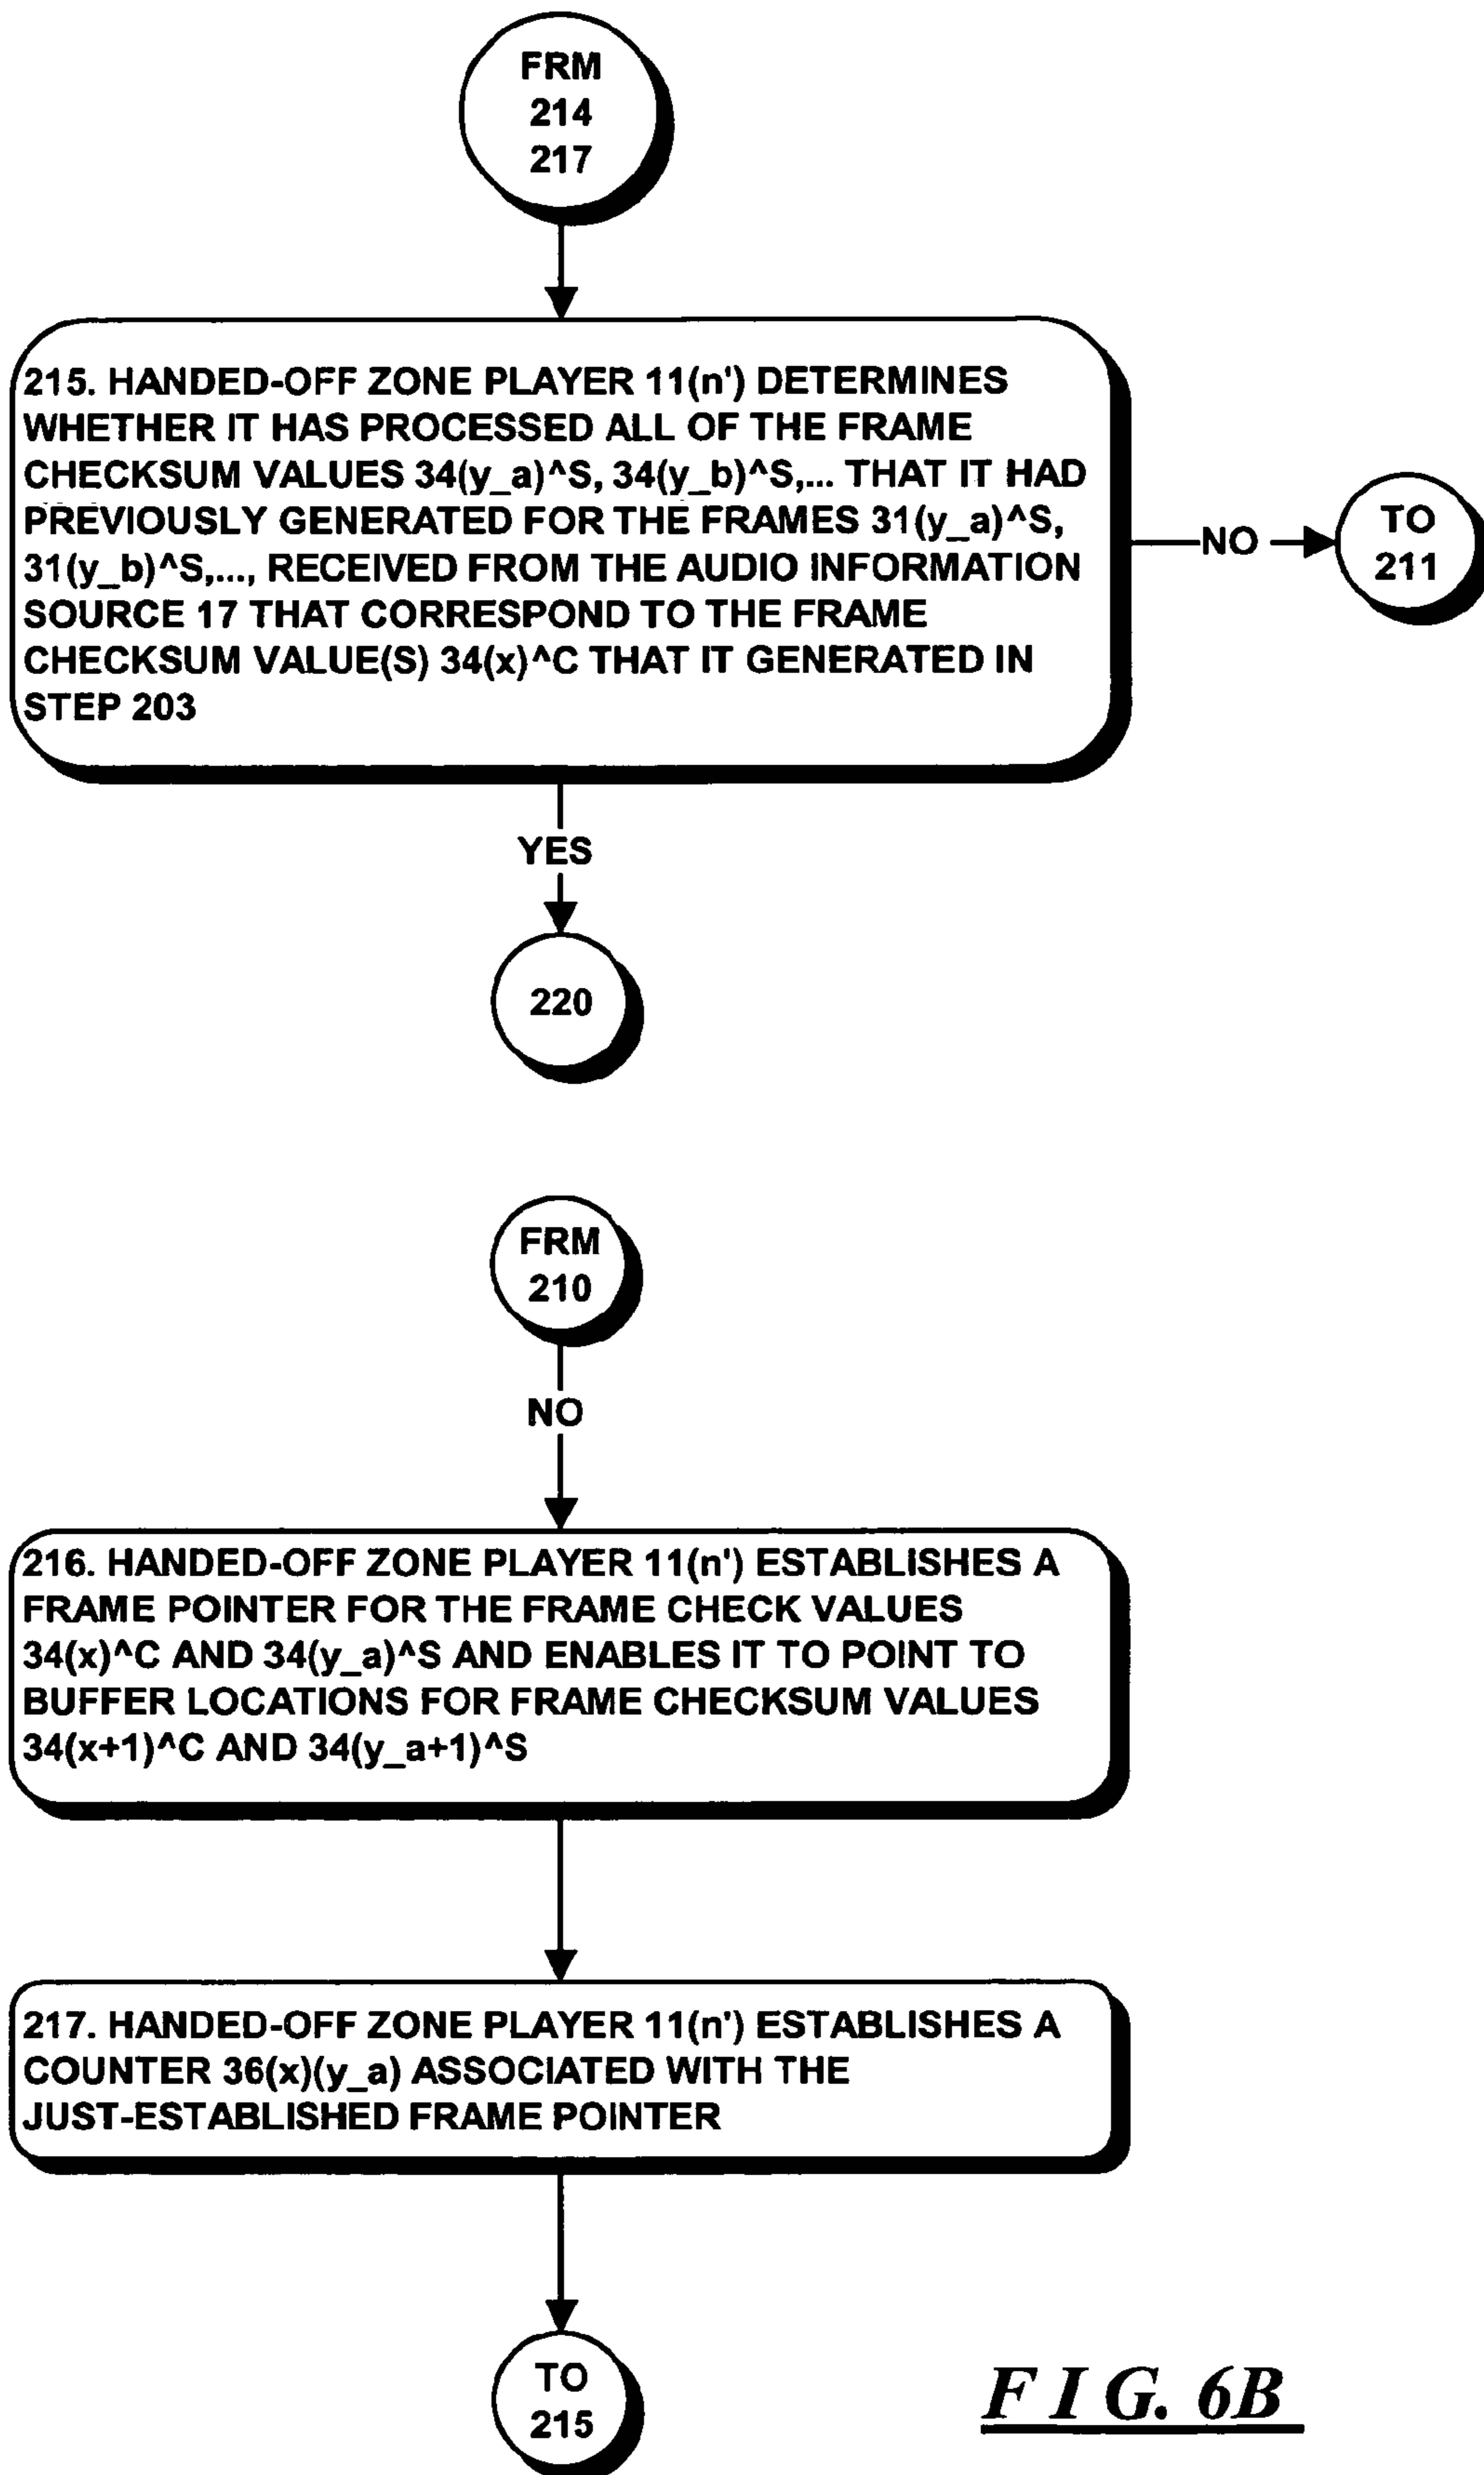 FRM
214
217
215. HANDED-OFF ZONE PLAYER 11(n') DETERMINES
WHETHER IT HAS PROCESSED ALL OF THE FRAME
CHECKSUM VALUES 34(y_a)^S, 34(y_b)^S,... THAT IT HAD
PREVIOUSLY GENERATED FOR THE FRAMES 31(y_a)^S,
31(y_b)^S,..., RECEIVED FROM THE AUDIO INFORMATION
SOURCE 17 THAT CORRESPOND TO THE FRAME
CHECKSUM VALUE(S) 34(x)^C THAT IT GENERATED IN
STEP 203
NO
TO
211
YES
220
FRM
210
NO
216. HANDED-OFF ZONE PLAYER 11(n') ESTABLISHES A
FRAME POINTER FOR THE FRAME CHECK VALUES
34(x)^C AND 34(y_a)^S AND ENABLES IT TO POINT TO
BUFFER LOCATIONS FOR FRAME CHECKSUM VALUES
34(x+1)^C AND 34(y_a+1)^S
217. HANDED-OFF ZONE PLAYER 11(n') ESTABLISHES A
COUNTER 36(x)(y_a) ASSOCIATED WITH THE
JUST-ESTABLISHED FRAME POINTER
TO
215
FIG. 6B